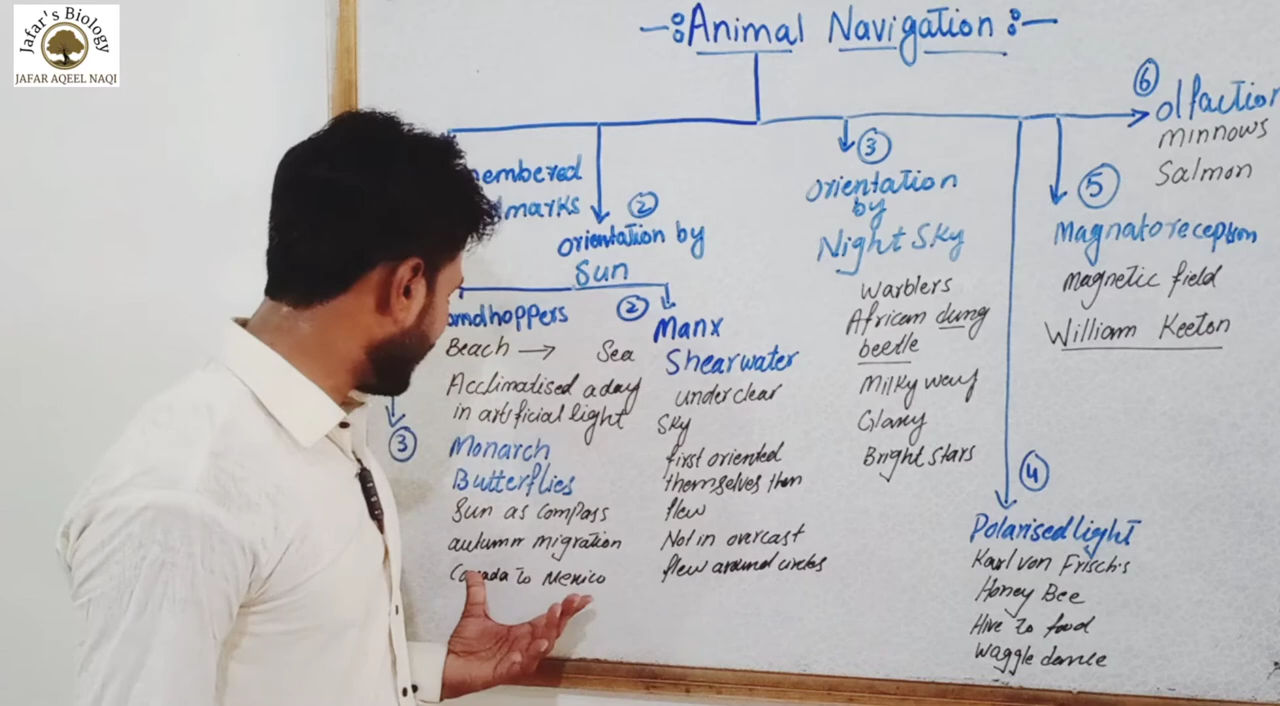 Jafar's Biology
JAFAR AQEEL NAQI
Animal Navigation
membered
marks
②
Orientation by
Sun
andhoppers
Beach → Sea
Acclimatised a day
in artificial light
③
Monarch
Butterflies
Sun as compass
autumn migration
Canada to Mexico
②
Manx
Shearwater
under clear
sky
first oriented
themselves then
flew
Not in overcast
flew around circles
③
Orientation
by
Night Sky
Warblers
African dung
beetle
Milky way
Glaxy
Bright stars
④
Polarised light
Karl von Frisch's
Honey Bee
Hive to food
Waggle dance
⑤
Magnatoreception
Magnetic field
William Keeton
⑥
Olfaction
Minnows
Salmon